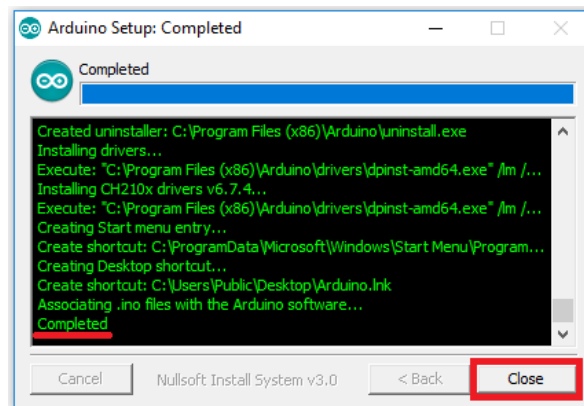 Arduino Setup: Completed
Completed
Created uninstaller: C:\Program Files (x86)\Arduino\uninstall.exe
Installing drivers...
Execute: "C:\Program Files (x86)\Arduino\drivers\dpinst-amd64.exe" /lm /...
Installing CH210x drivers v6.7.4...
Execute: "C:\Program Files (x86)\Arduino\drivers\dpinst-amd64.exe" /lm /...
Creating Start menu entry...
Create shortcut: C:\ProgramData\Microsoft\Windows\Start Menu\Program...
Creating Desktop shortcut...
Create shortcut: C:\Users\Public\Desktop\Arduino.lnk
Associating .ino files with the Arduino software...
Completed
Cancel Nullsoft Install System v3.0 < Back Close